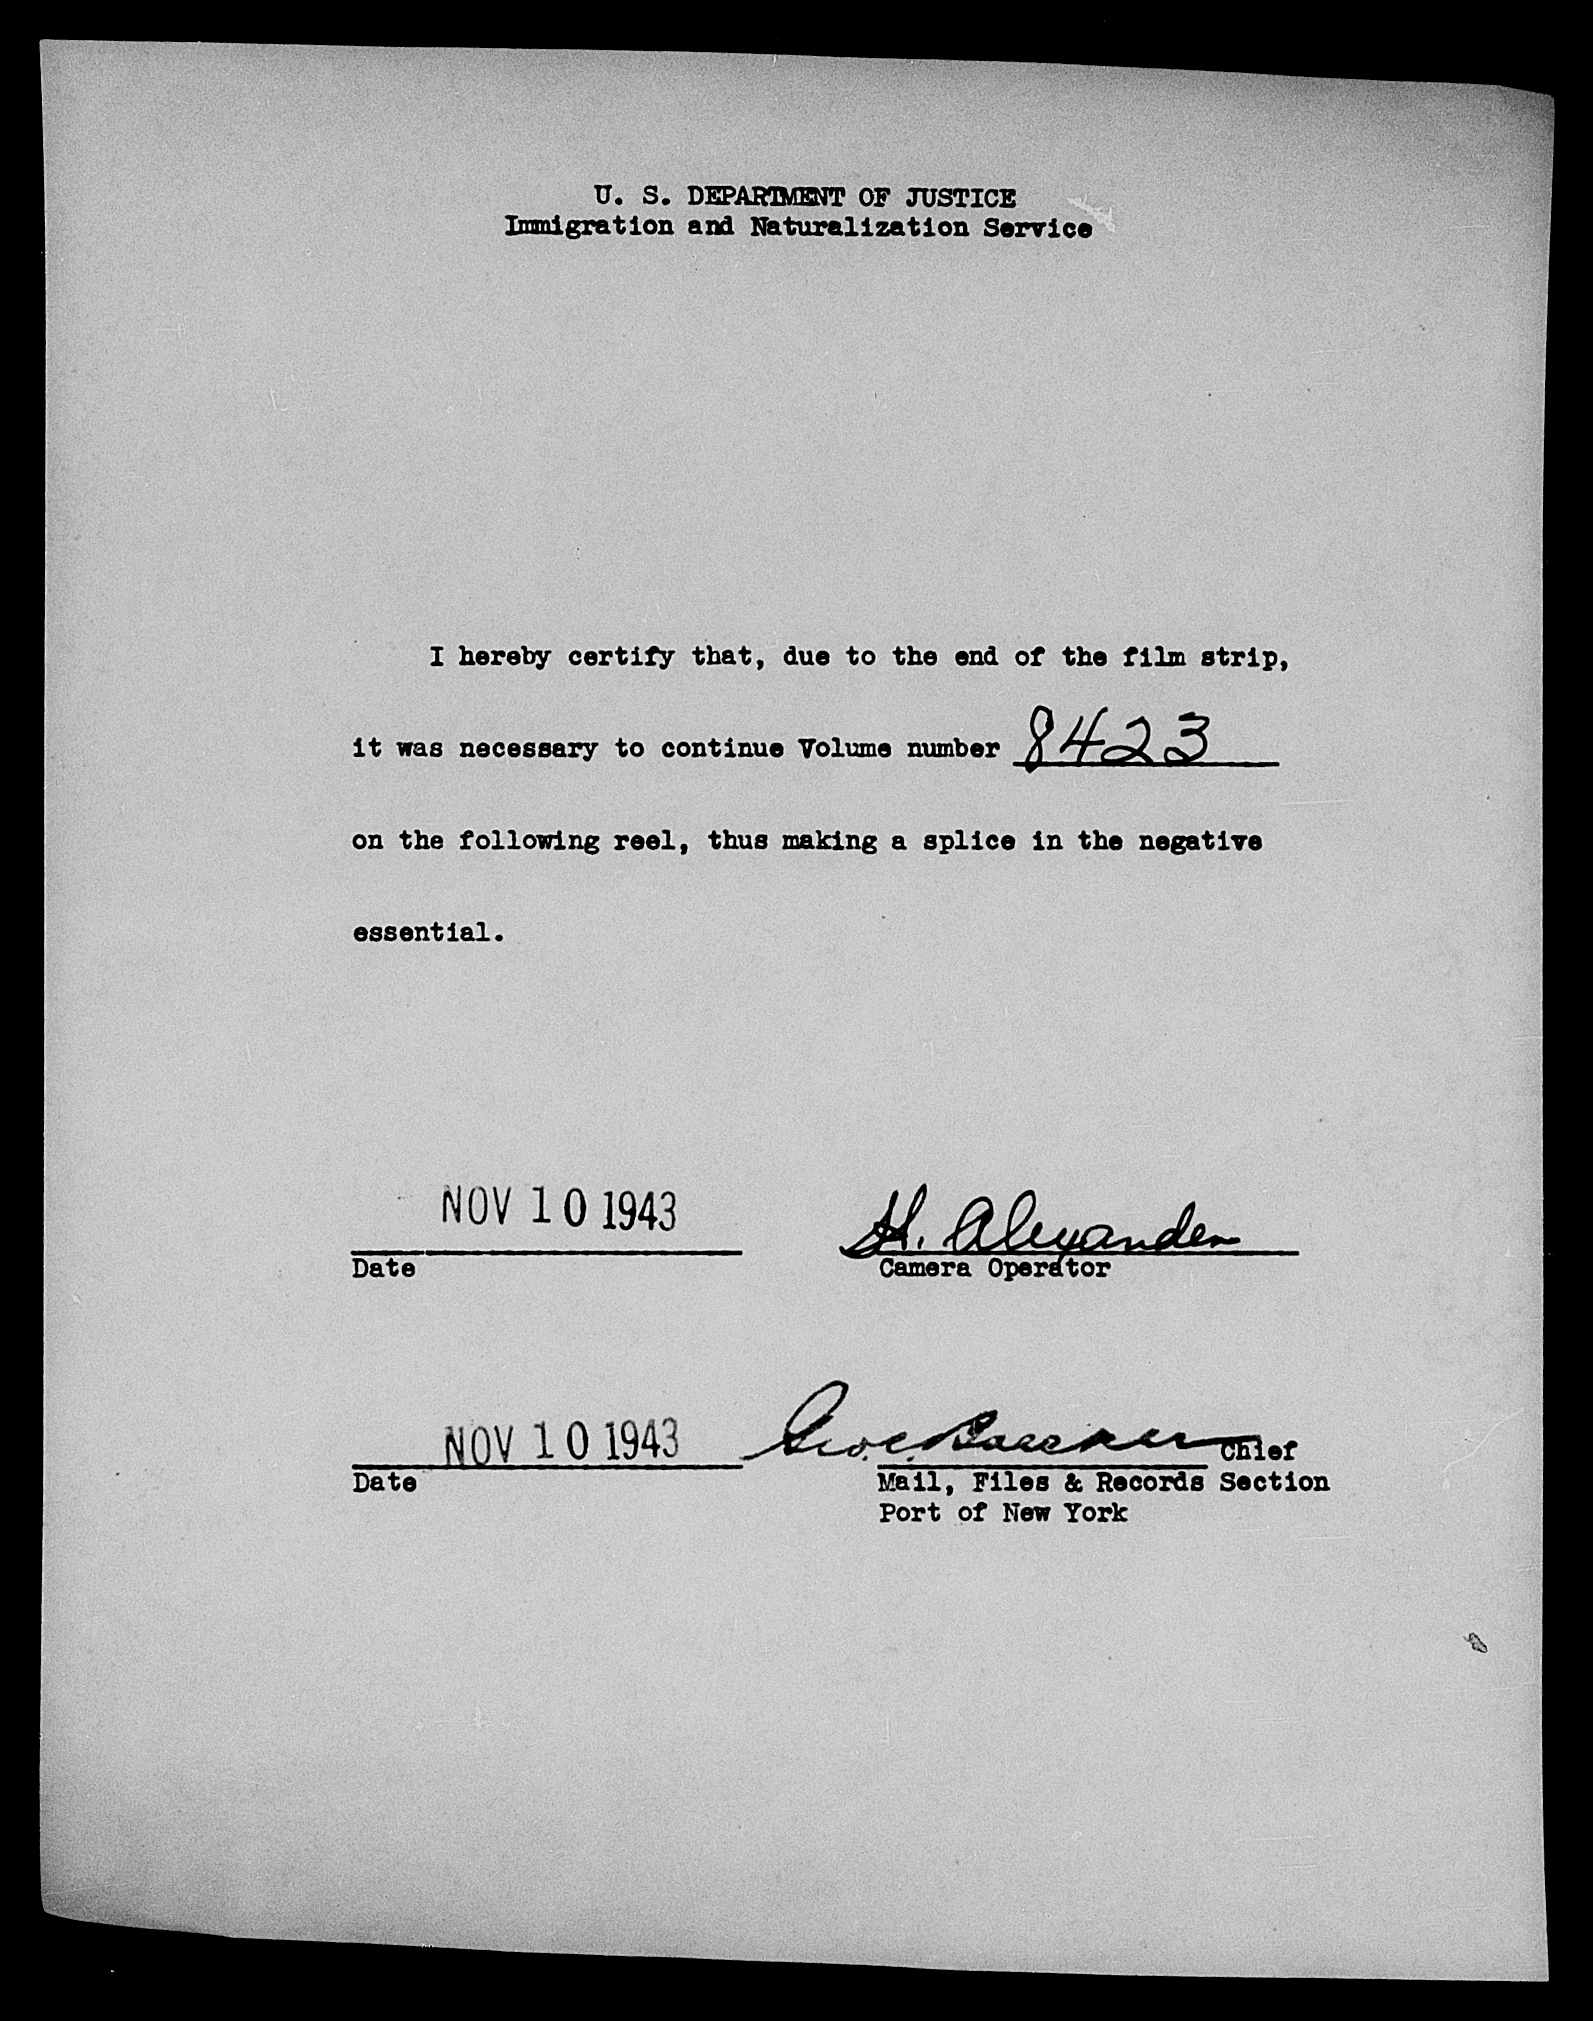 U. S. DEPARTMENT OF JUSTICE
Immigration and Naturalization Service
I hereby certify that, due to the end of the film strip,
it was necessary to continue Volume number 8423
on the following reel, thus making a splice in the negative
essential.
NOV 10 1943 H. Alexander
Date Camera Operator
NOV 10 1943 Geo. C. Chief
Date Mail, Files & Records Section
Port of New York